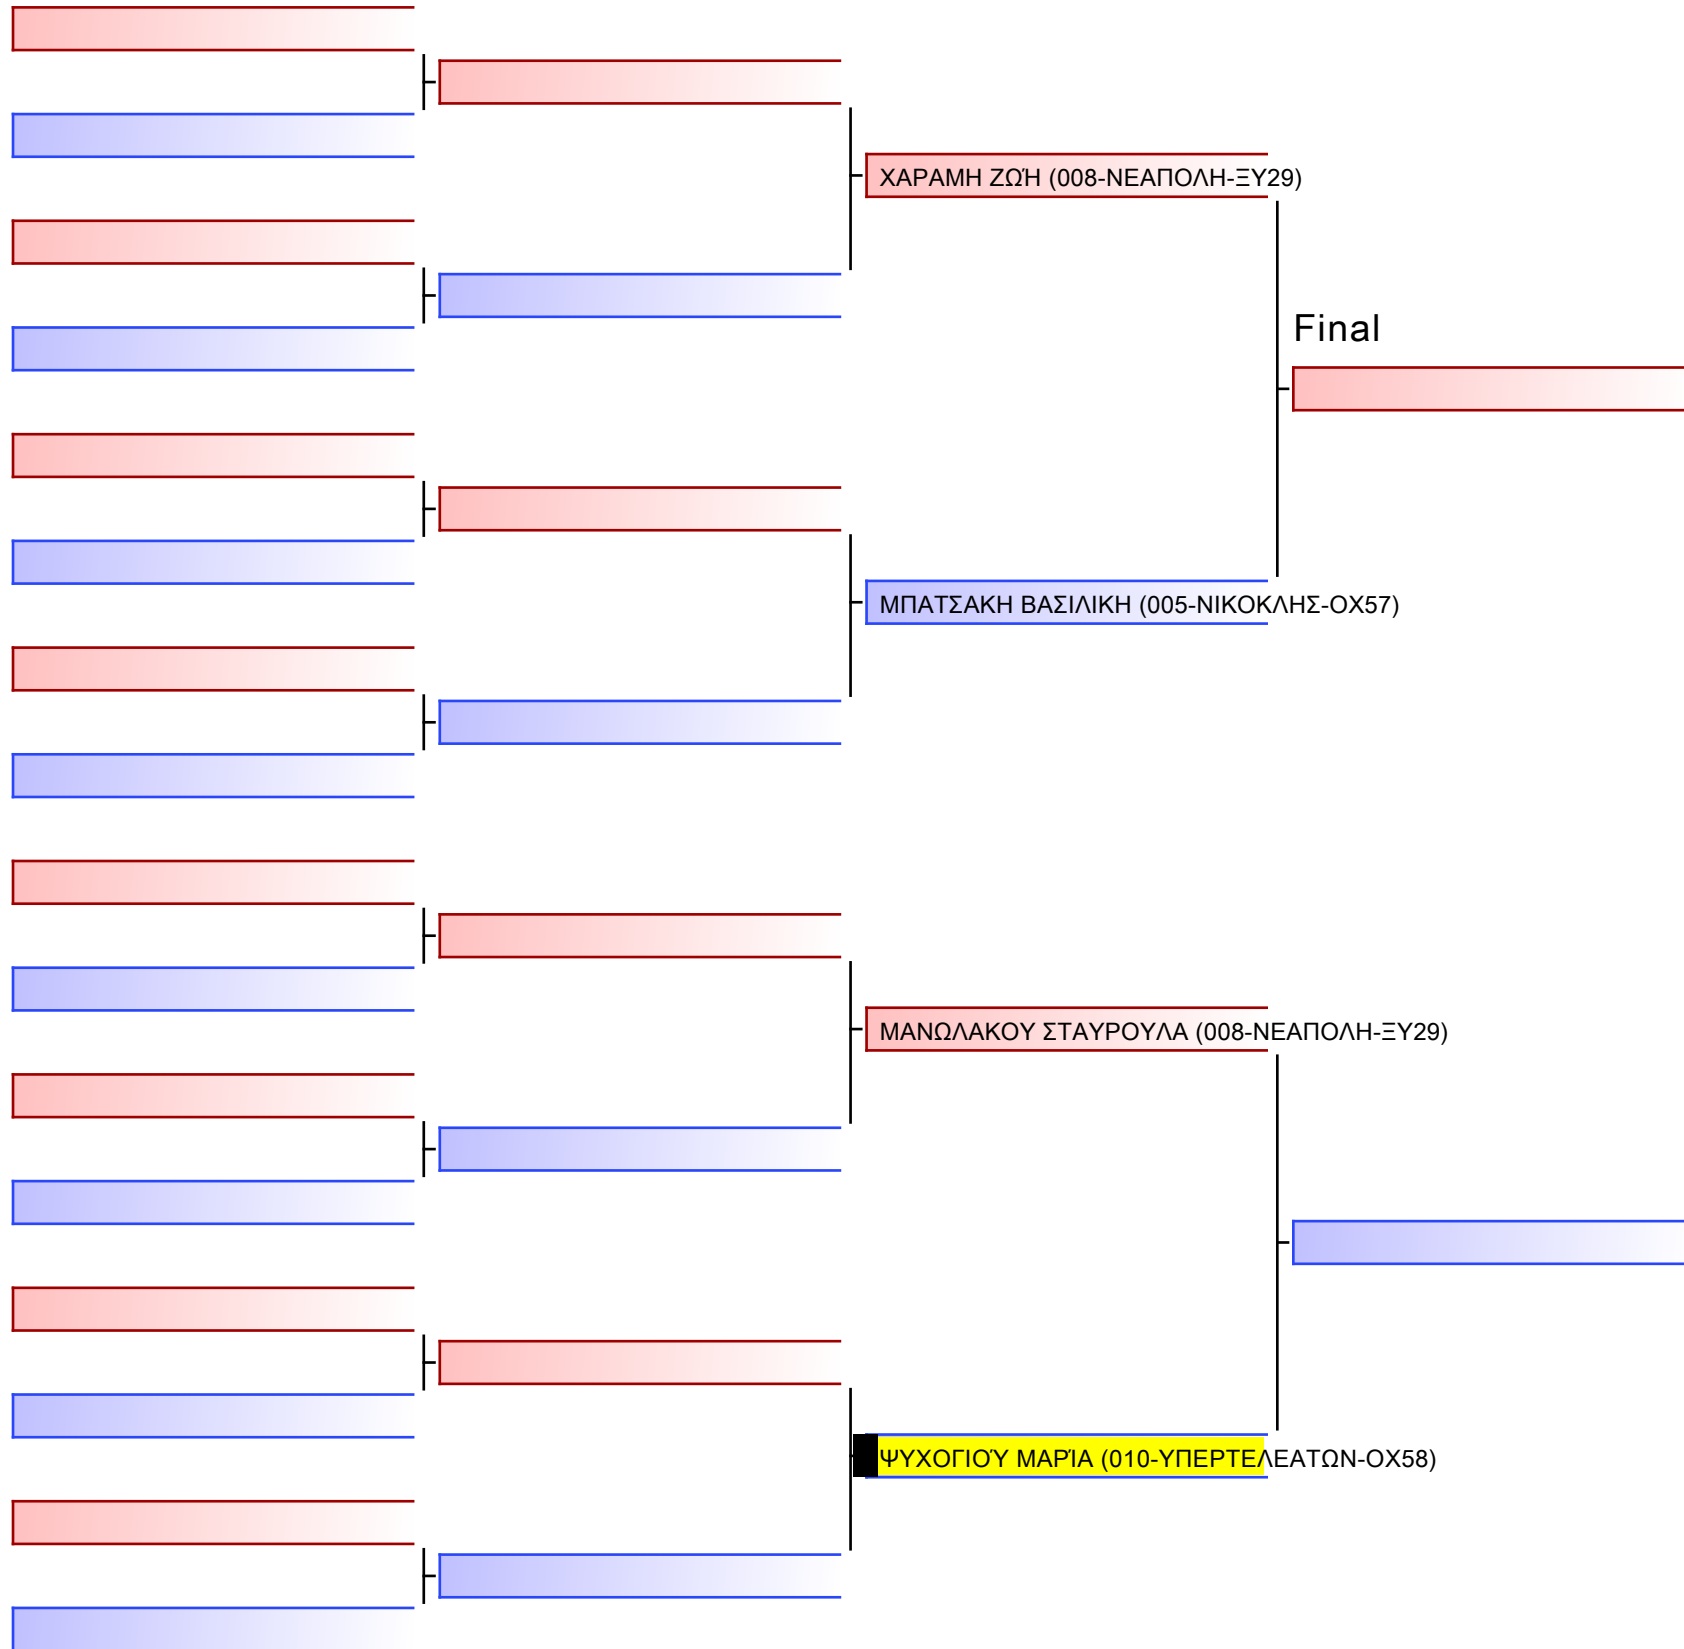 ΧΑΡΑΜΗ ΖΩΉ (008-ΝΕΑΠΟΛΗ-ΞΥ29)
Final
ΜΠΑΤΣΑΚΗ ΒΑΣΙΛΙΚΗ (005-ΝΙΚΟΚΛΗΣ-ΟΧ57)
ΜΑΝΩΛΑΚΟΥ ΣΤΑΥΡΟΥΛΑ (008-ΝΕΑΠΟΛΗ-ΞΥ29)
ΨΥΧΟΓΙΟΎ ΜΑΡΊΑ (010-ΥΠΕΡΤΕΛΕΑΤΩΝ-ΟΧ58)